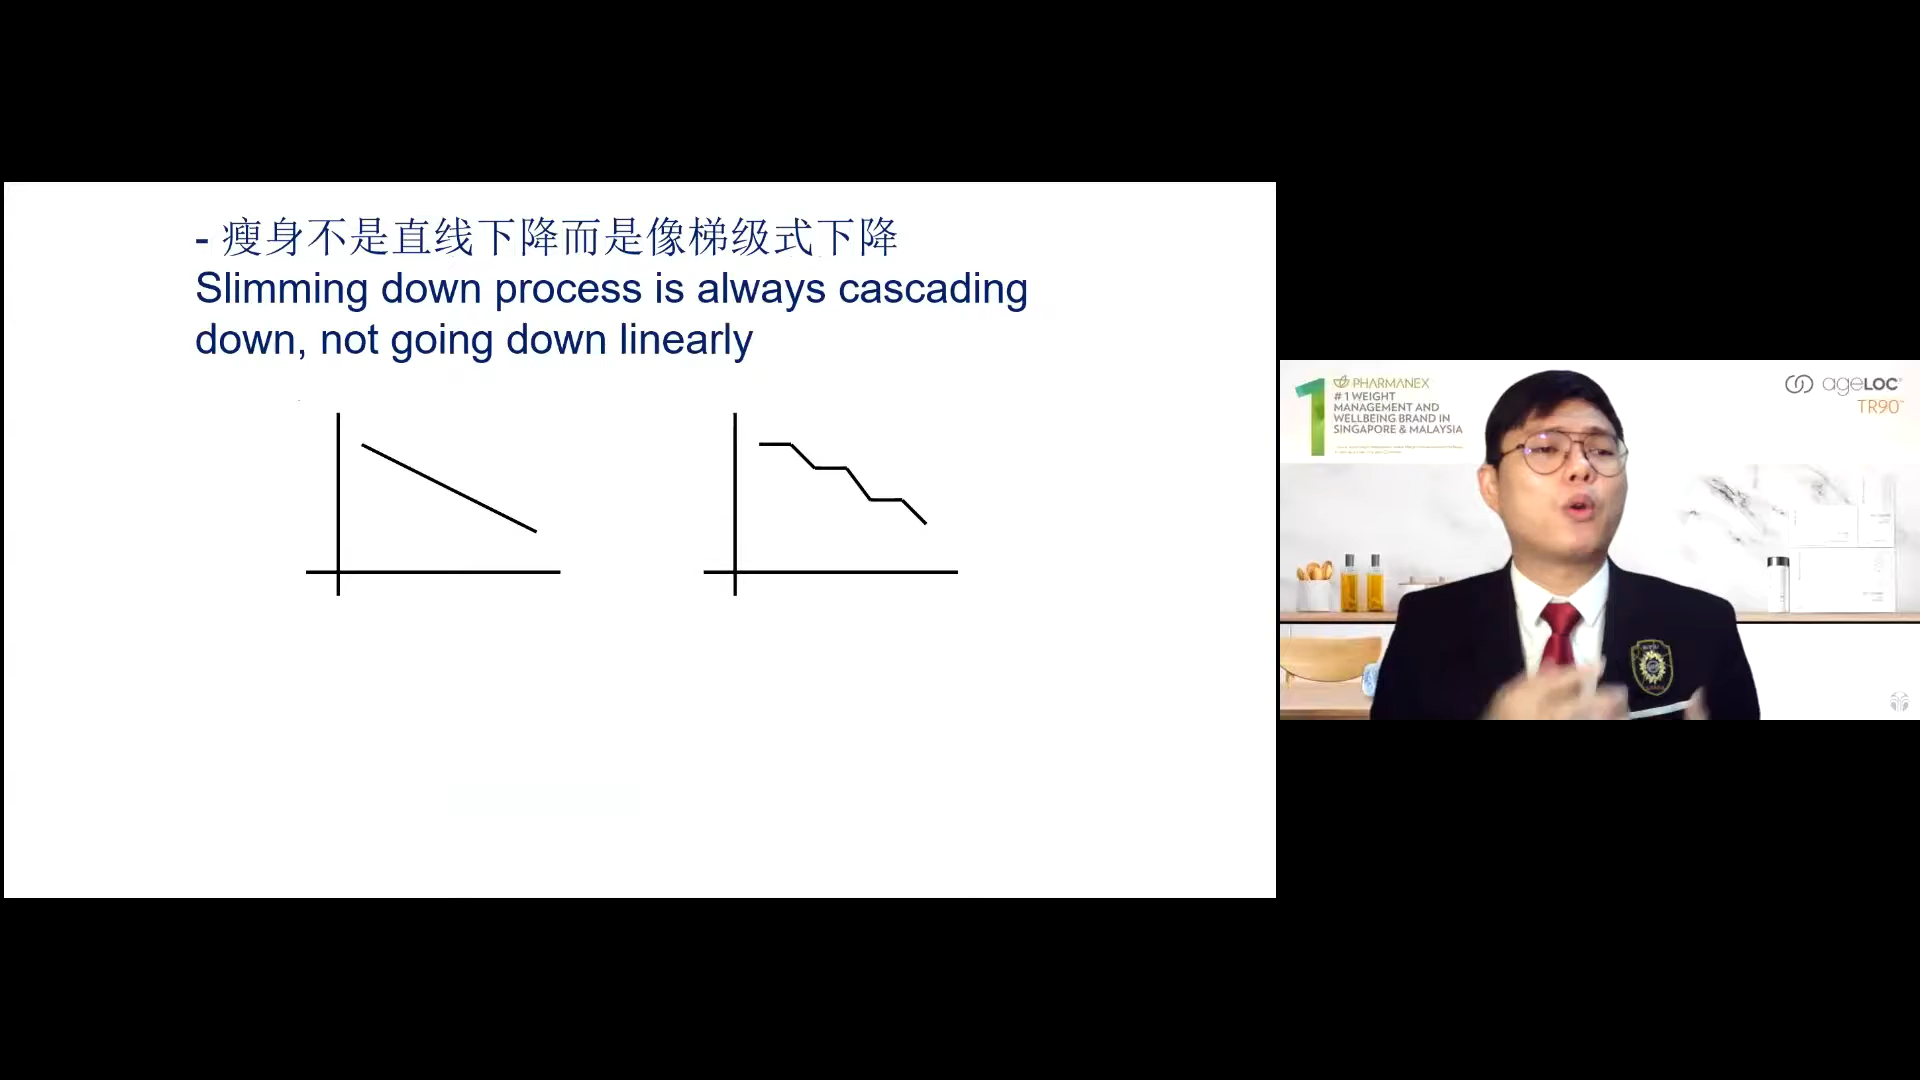 - 瘦身不是直线下降而是像梯级式下降
Slimming down process is always cascading
down, not going down linearly
1
PHARMANEX
# 1 WEIGHT
MANAGEMENT AND
WELLBEING BRAND IN
SINGAPORE & MALAYSIA
ageLOC
TR90